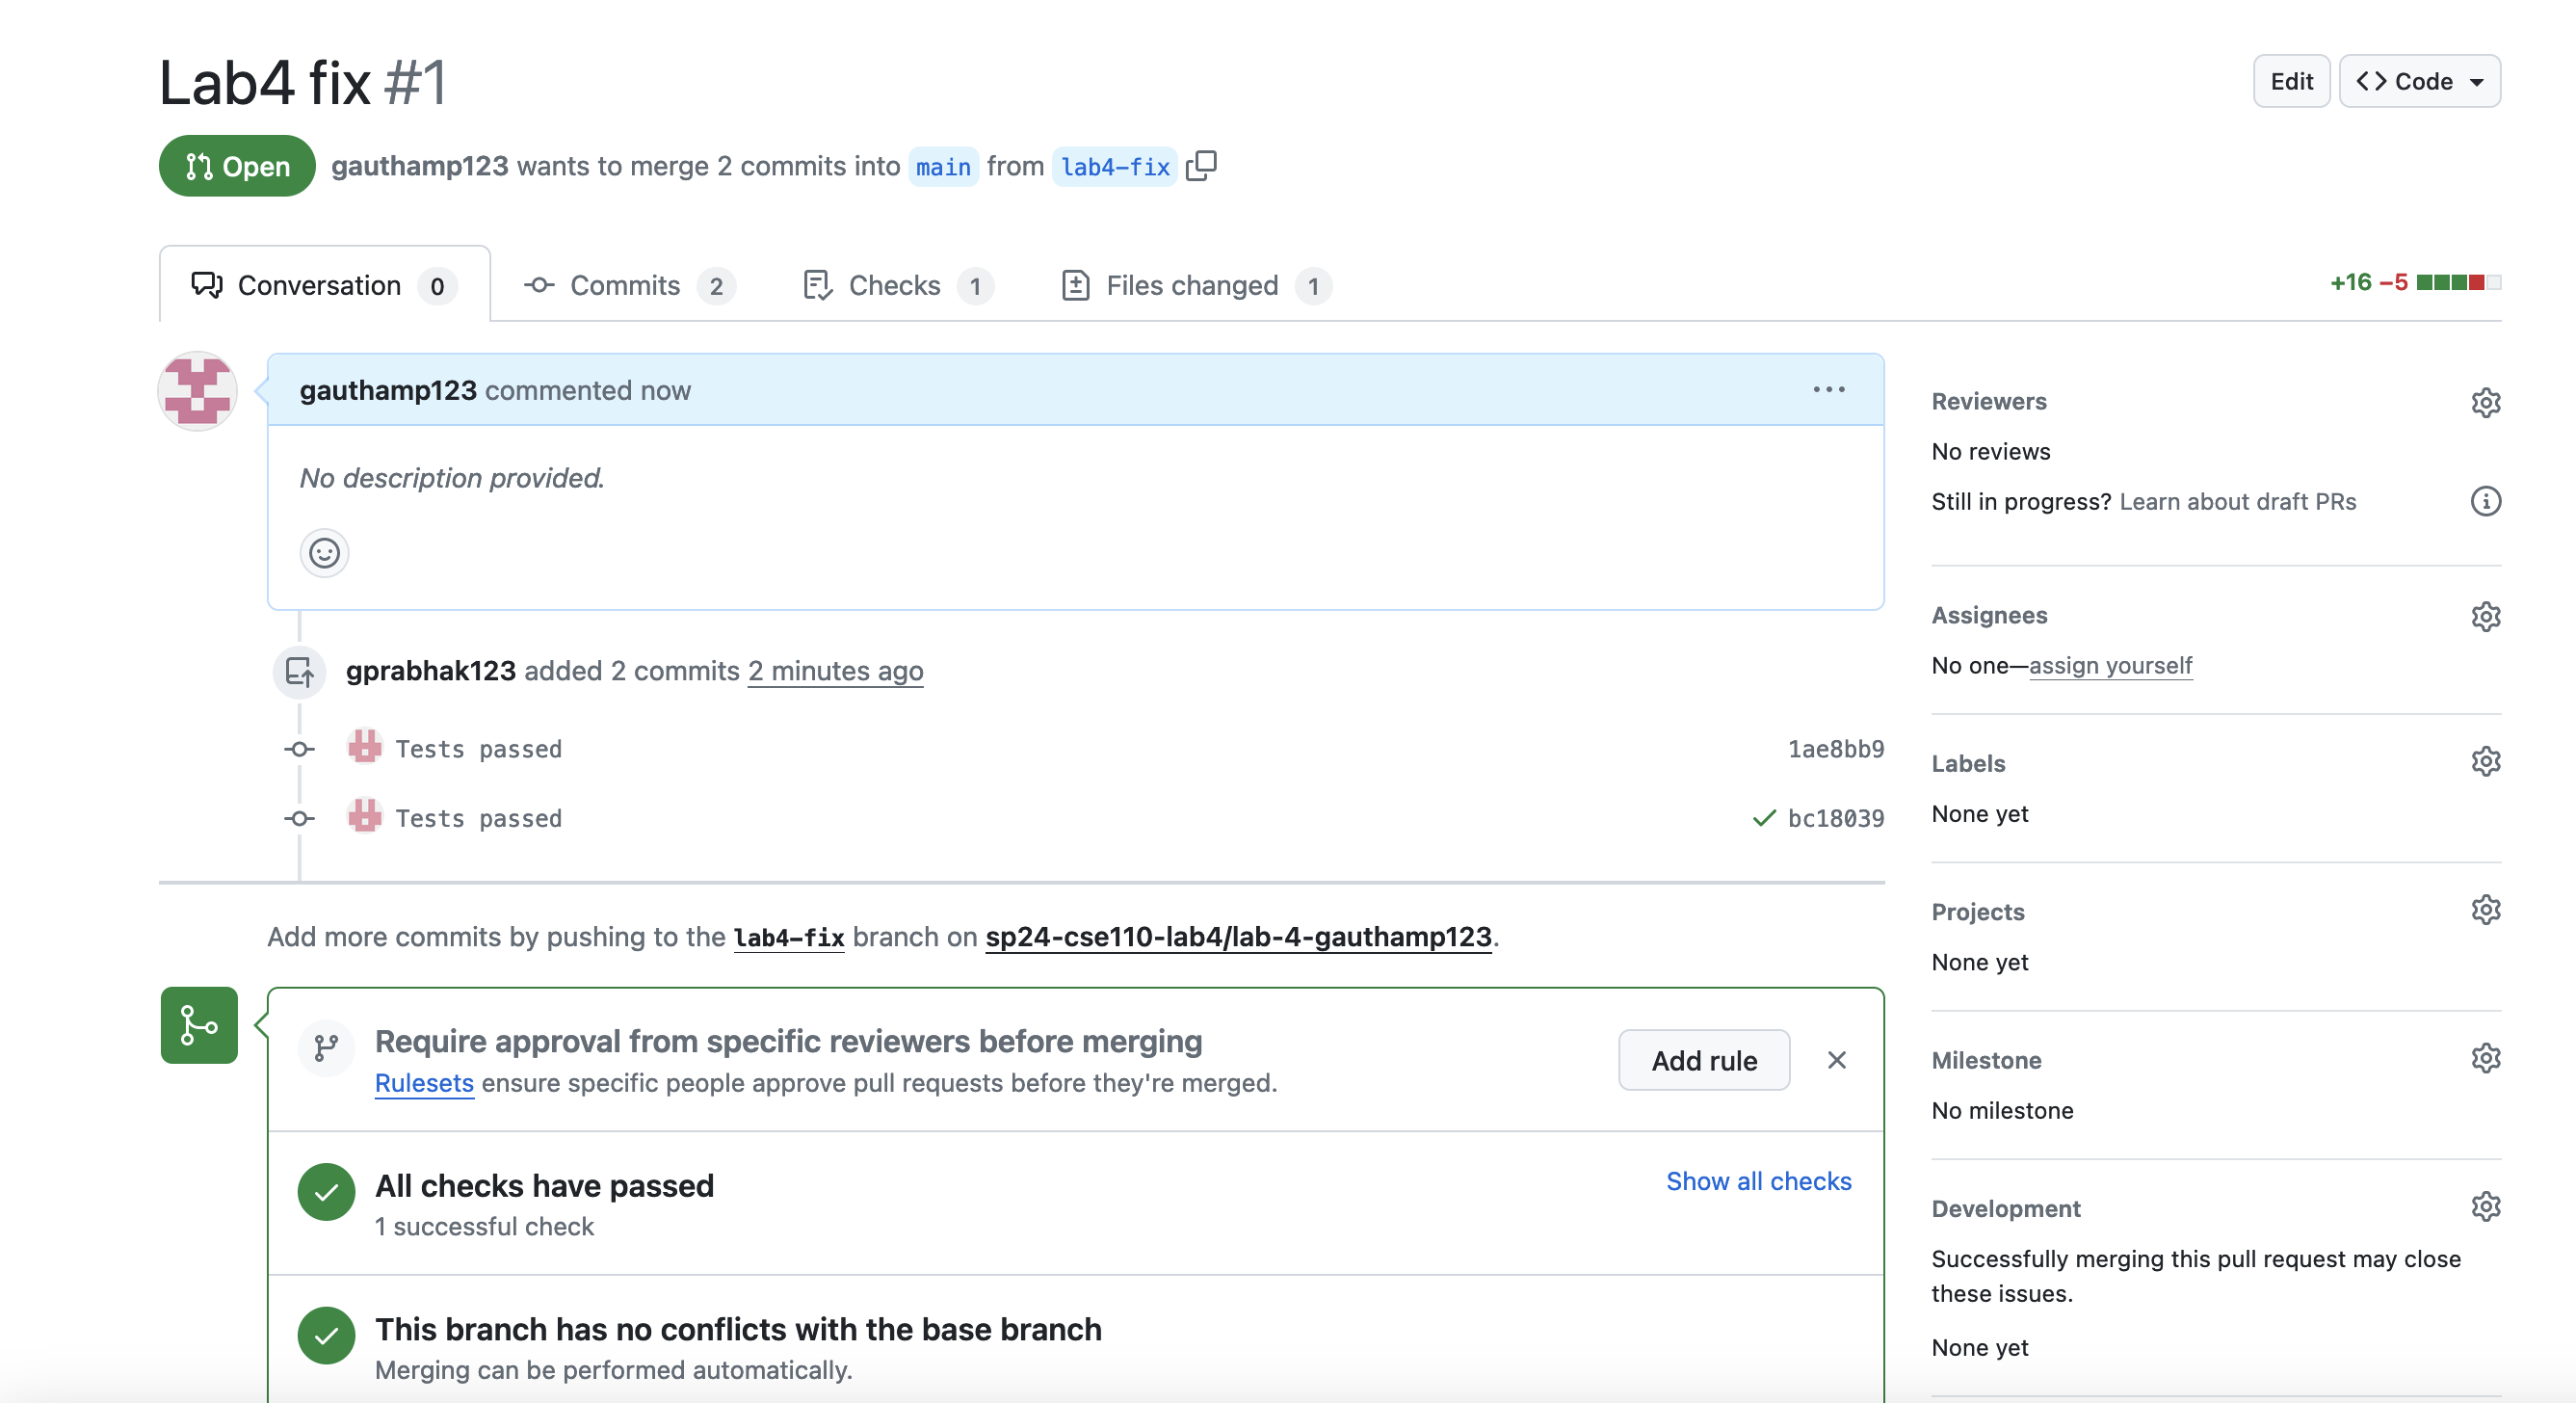 Lab4 fix #1
Edit
Code
Open
gauthamp123 wants to merge 2 commits into main from lab4-fix
Conversation 0
Commits 2
Checks 1
Files changed 1
+16 −5
gauthamp123 commented now
No description provided.
gprabhak123 added 2 commits 2 minutes ago
Tests passed 1ae8bb9
Tests passed bc18039
Add more commits by pushing to the lab4-fix branch on sp24-cse110-lab4/lab-4-gauthamp123.
Require approval from specific reviewers before merging
Rulesets ensure specific people approve pull requests before they're merged.
Add rule
All checks have passed
1 successful check
Show all checks
This branch has no conflicts with the base branch
Merging can be performed automatically.
Reviewers
No reviews
Still in progress? Learn about draft PRs
Assignees
No one—assign yourself
Labels
None yet
Projects
None yet
Milestone
No milestone
Development
Successfully merging this pull request may close
these issues.
None yet